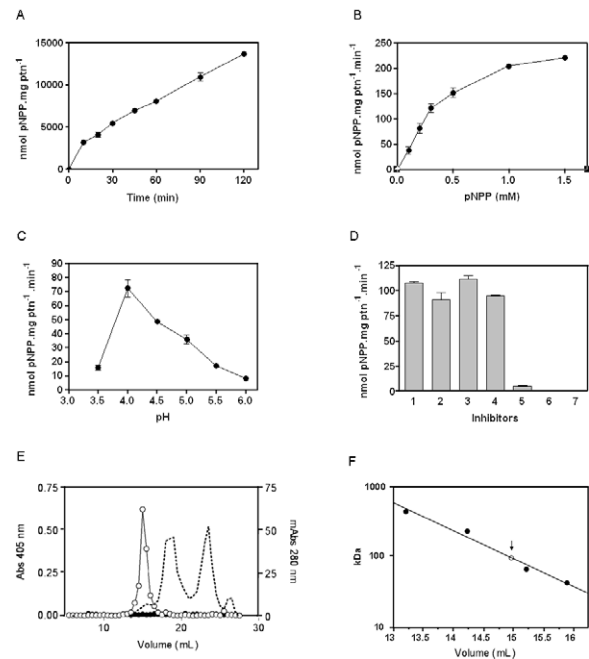 A
nmol pNPP.mg ptn-1
15000
10000
5000
0
0 30 60 90 120
Time (min)
B
nmol pNPP.mg ptn-1.min-1
250
200
150
100
50
0
0.0 0.5 1.0 1.5
pNPP (mM)
C
nmol pNPP.mg ptn-1.min-1
90
80
70
60
50
40
30
20
10
0
3.0 3.5 4.0 4.5 5.0 5.5 6.0
pH
D
nmol pNPP.mg ptn-1.min-1
125
100
75
50
25
0
1 2 3 4 5 6 7
Inhibitors
E
Abs 405 nm
0.75
0.50
0.25
0.00
10 20 30
Volume (mL)
75
60
45
30
15
0
mAbs 280 nm
F
kDa
1000
100
10
13 13.5 14 14.5 15 15.5 16
Volume (mL)